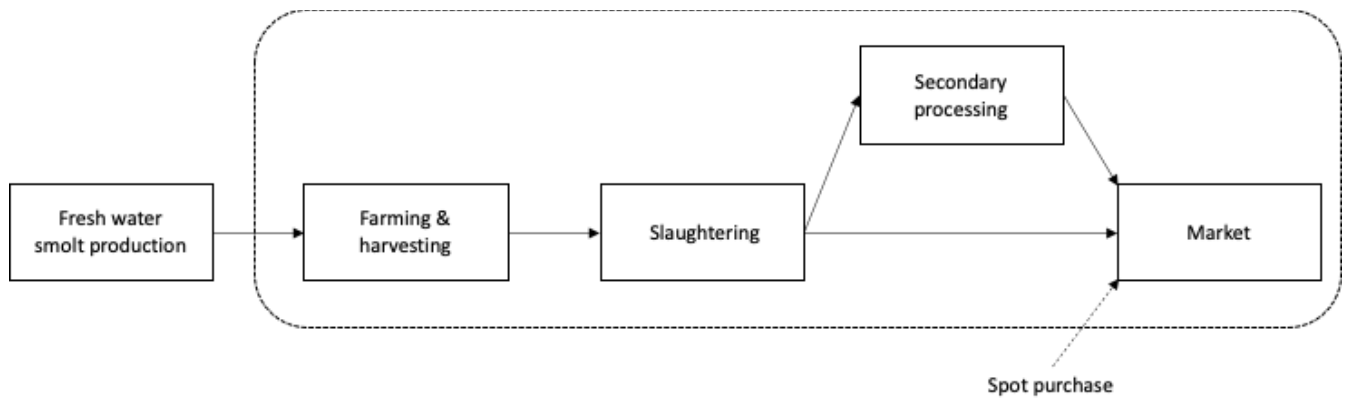 Secondary
processing
Fresh water
smolt production
Farming &
harvesting
Slaughtering
Market
Spot purchase